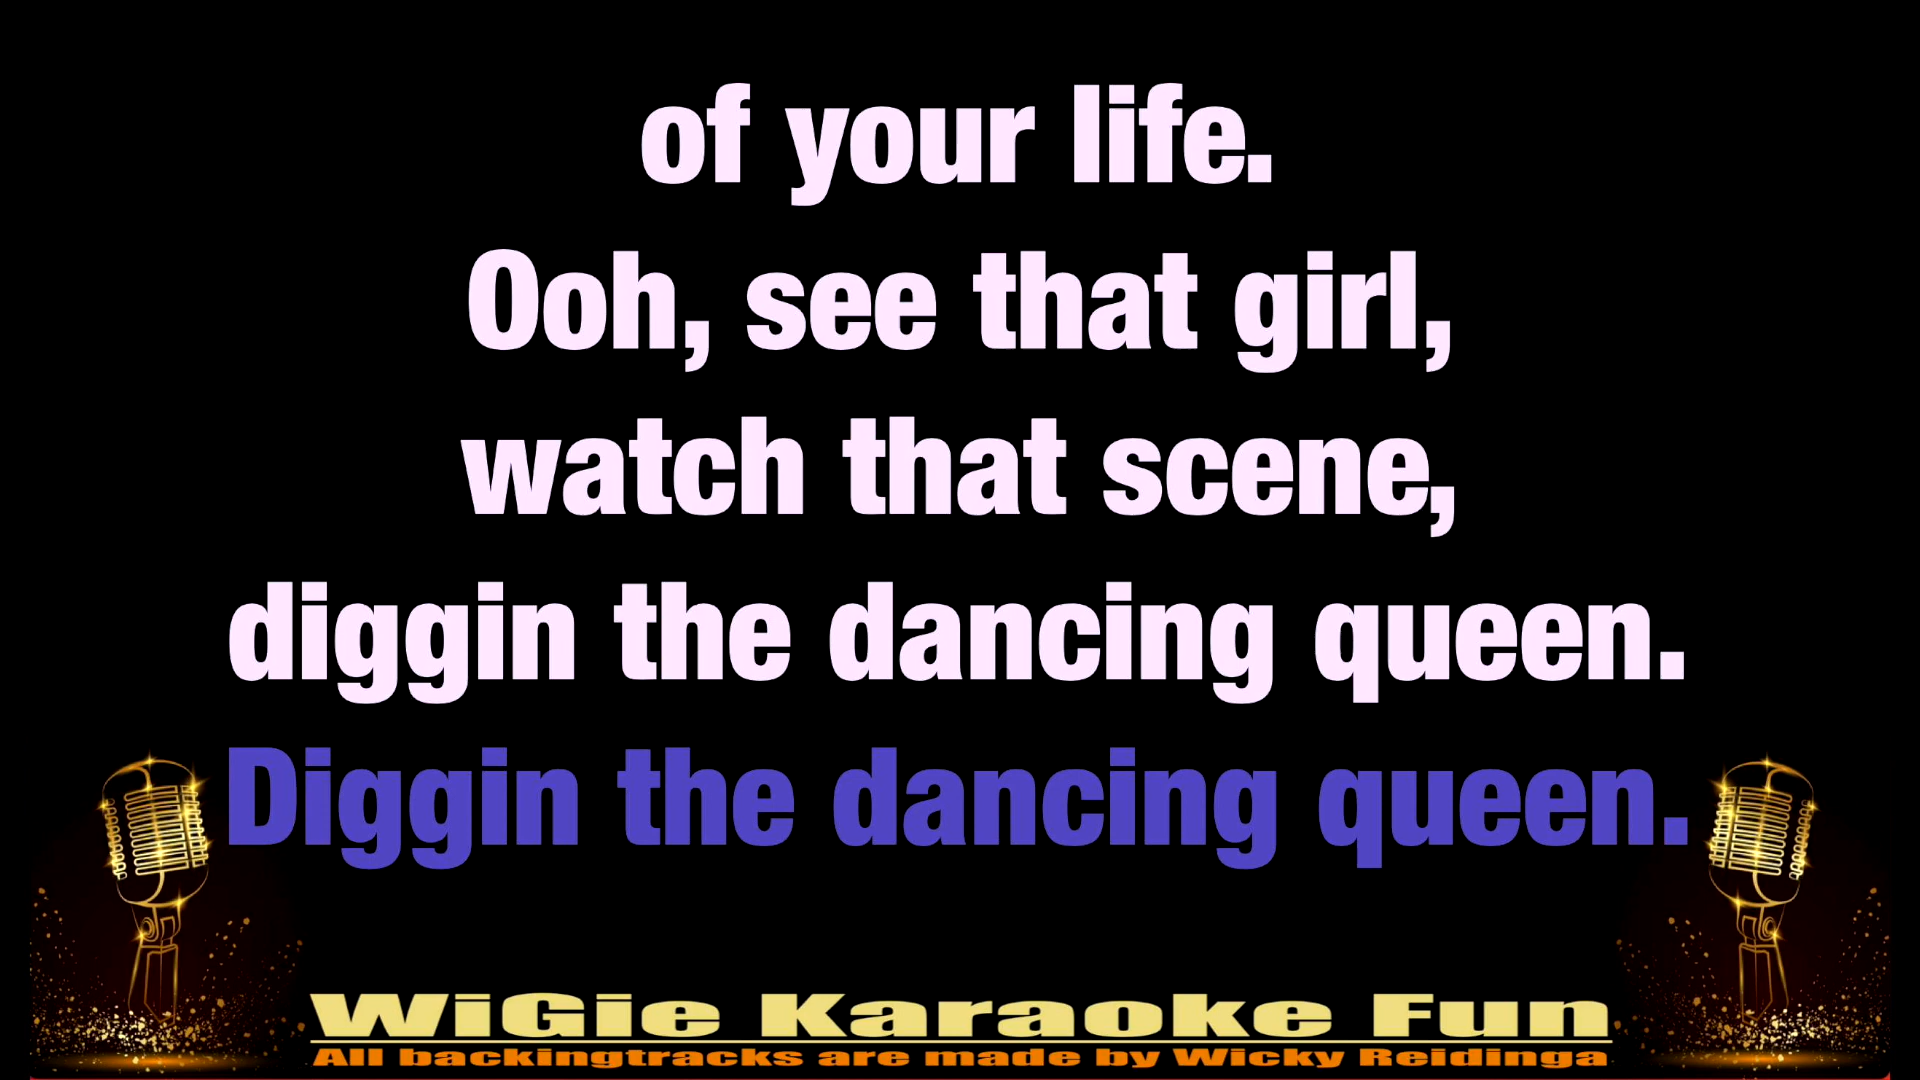 of your life.
Ooh, see that girl,
watch that scene,
diggin the dancing queen.
Diggin the dancing queen.
WiGie Karaoke Fun
All backingtracks are made by Wicky Reidinga